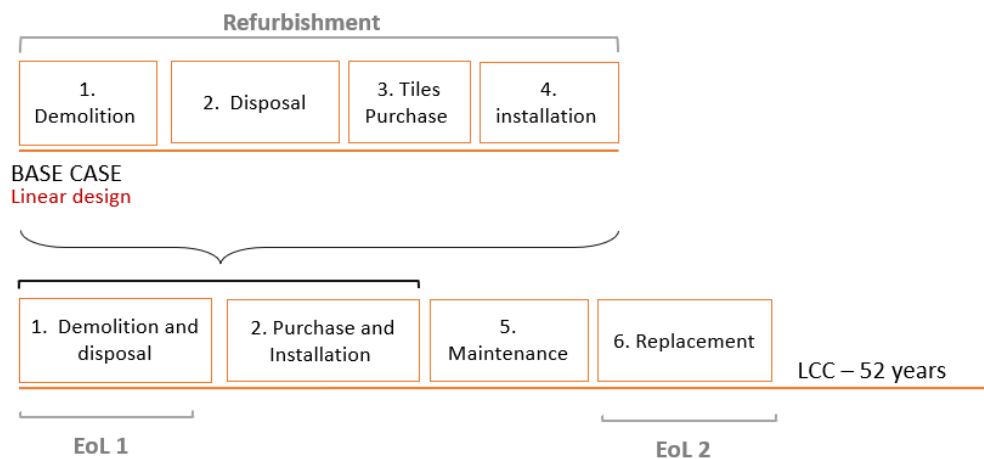 Refurbishment
1.
Demolition
2. Disposal
3. Tiles
Purchase
4.
installation
BASE CASE
Linear design
1. Demolition and
disposal
2. Purchase and
Installation
5.
Maintenance
6. Replacement
LCC – 52 years
EoL 1
EoL 2